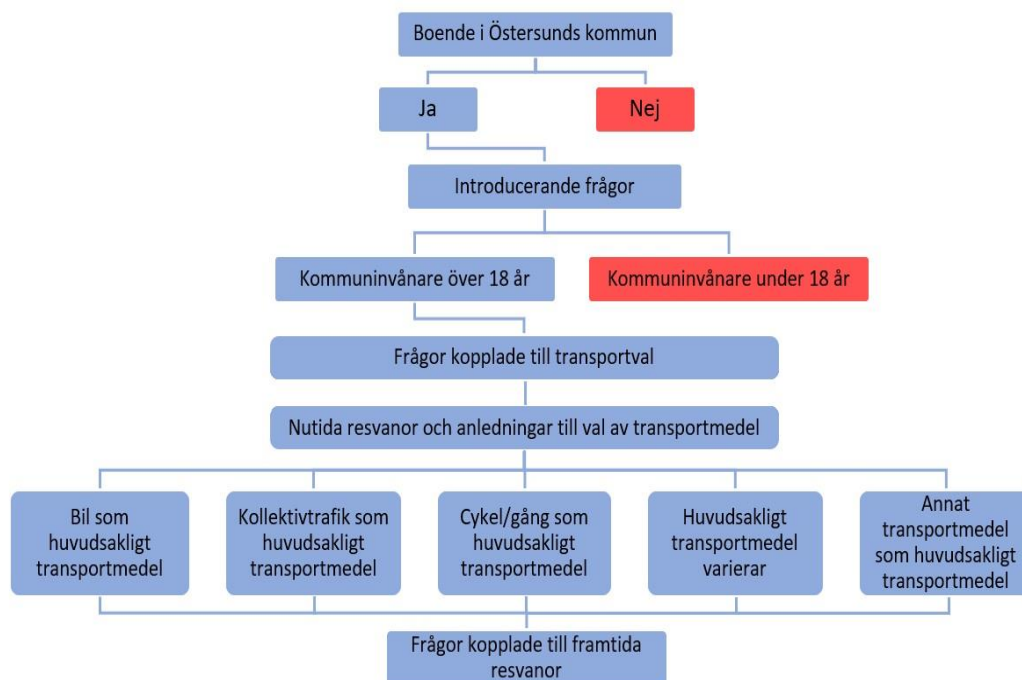 Boende i Östersunds kommun
Ja
Nej
Introducerande frågor
Kommuninvånare över 18 år
Kommuninvånare under 18 år
Frågor kopplade till transportval
Nutida resvanor och anledningar till val av transportmedel
Bil som
huvudsakligt
transportmedel
Kollektivtrafik som
huvudsakligt
transportmedel
Cykel/gång som
huvudsakligt
transportmedel
Huvudsakligt
transportmedel
varierar
Annat
transportmedel
som huvudsakligt
transportmedel
Frågor kopplade till framtida
resvanor